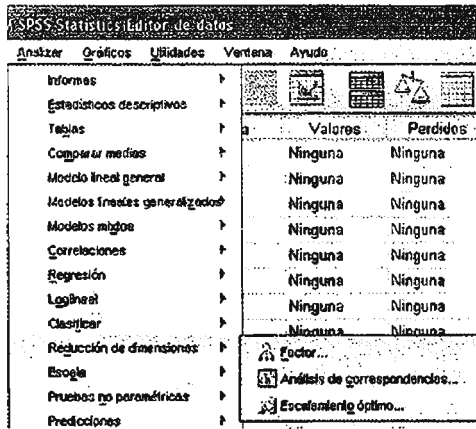 SPSS Statistics Editor de datos
Analizar Gráficos Utilidades Ventana Ayuda
Informes
Estadísticos descriptivos
Tablas
a Valores Perdidos
Comparar medias
Ninguna Ninguna
Modelo lineal general
Ninguna Ninguna
Modelos lineales generalizados
Ninguna Ninguna
Modelos mixtos
Ninguna Ninguna
Correlaciones
Ninguna Ninguna
Regresión
Ninguna Ninguna
Loglineal
Ninguna Ninguna
Clasificar
Ninguna Ninguna
Reducción de dimensiones
Factor...
Escala
Análisis de correspondencias...
Pruebas no paramétricas
Escalamiento óptimo...
Predicciones